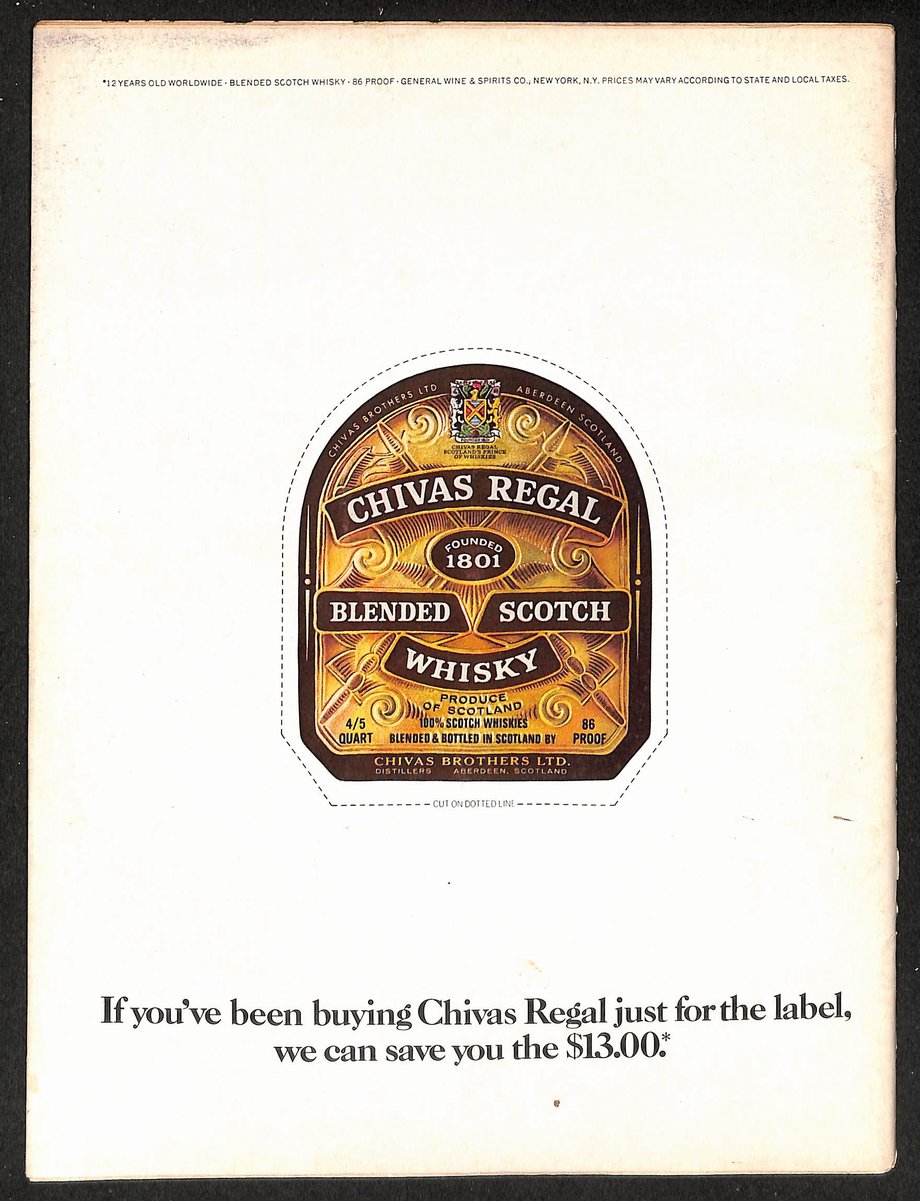 *12 YEARS OLD WORLDWIDE • BLENDED SCOTCH WHISKY • 86 PROOF • GENERAL WINE & SPIRITS CO., NEW YORK, N.Y. PRICES MAY VARY ACCORDING TO STATE AND LOCAL TAXES.
CHIVAS BROTHERS LTD ABERDEEN SCOTLAND
CHIVAS REGAL
SCOTLAND'S PRINCE
OF WHISKIES
CHIVAS REGAL
FOUNDED
1801
BLENDED SCOTCH
WHISKY
PRODUCE
OF SCOTLAND
4/5 100% SCOTCH WHISKIES 86
QUART BLENDED & BOTTLED IN SCOTLAND BY PROOF
CHIVAS BROTHERS LTD.
DISTILLERS ABERDEEN, SCOTLAND
CUT ON DOTTED LINE
If you've been buying Chivas Regal just for the label,
we can save you the $13.00.*